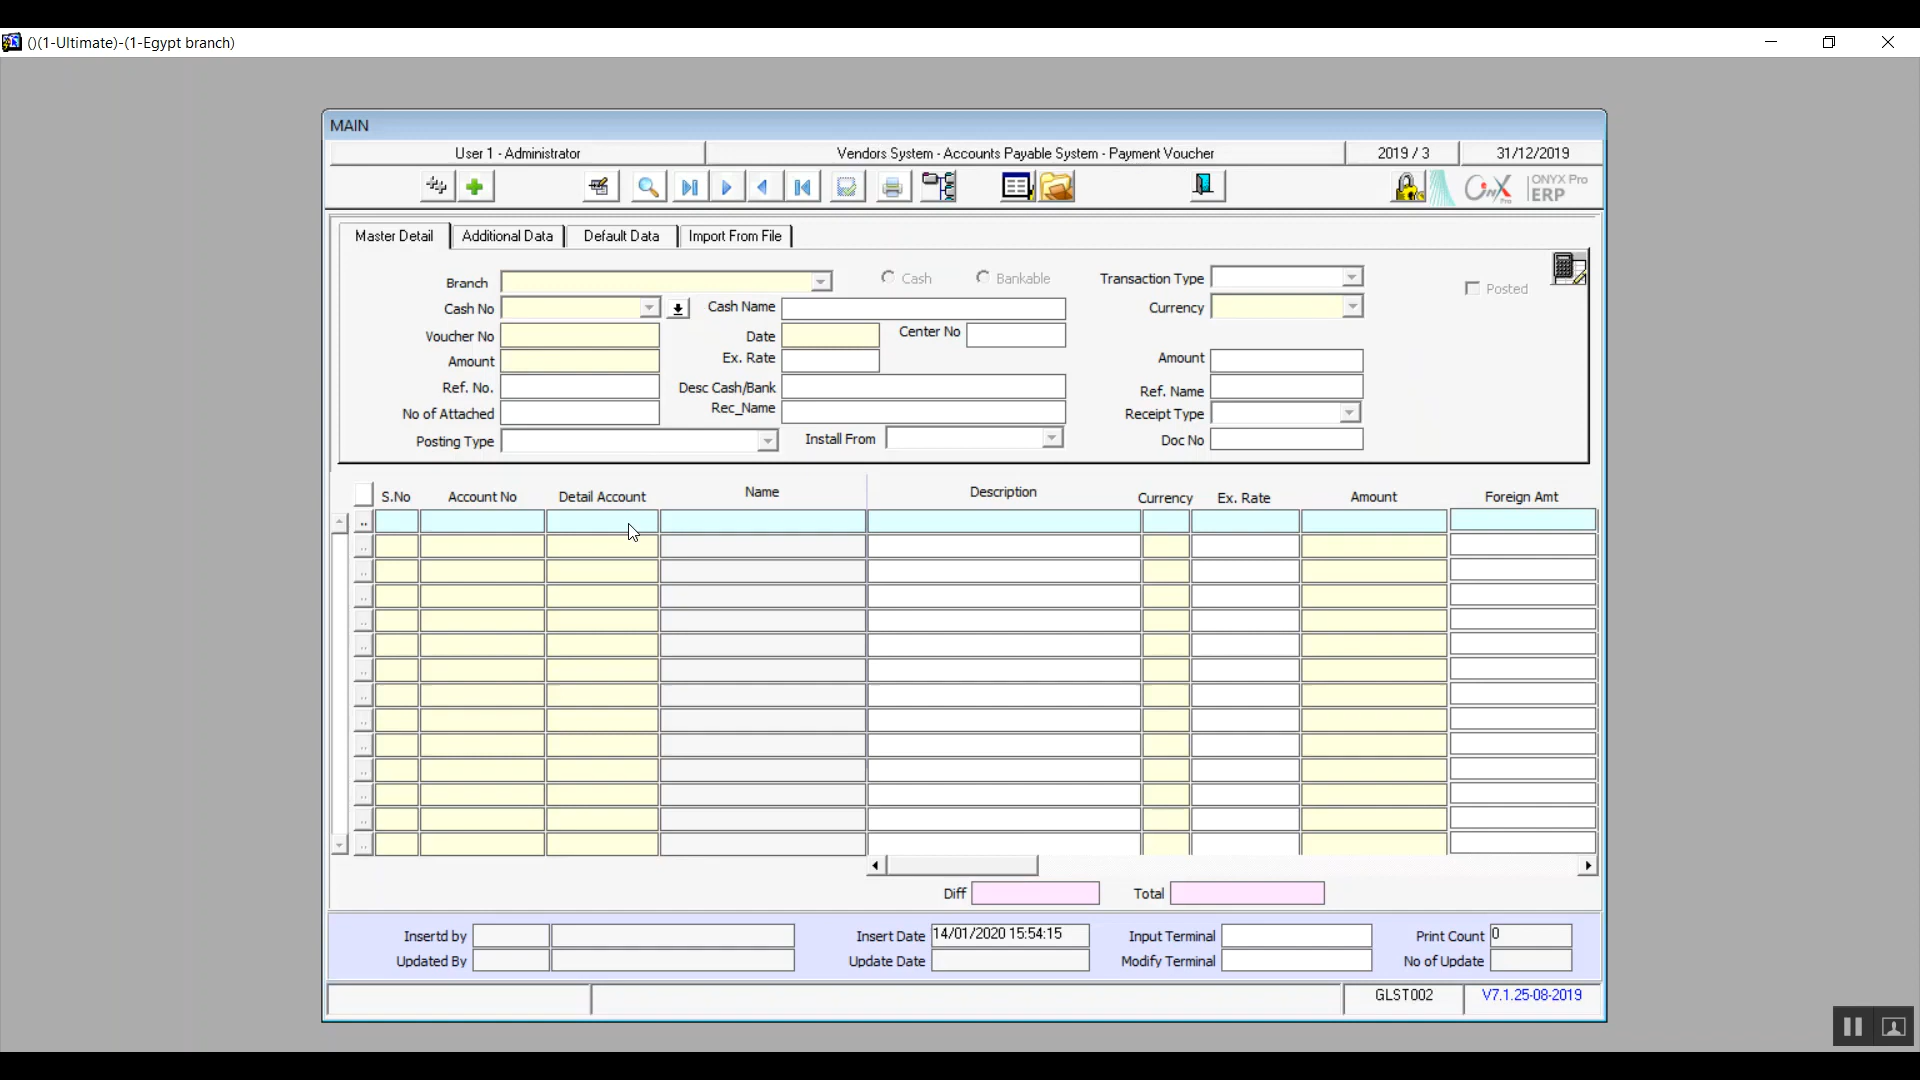 ()(1-Ultimate)-(1-Egypt branch)
MAIN
User 1 - Administrator
Vendors System - Accounts Payable System - Payment Voucher
2019 / 3
31/12/2019
Onyx Pro
ONYX Pro
ERP
Master Detail
Additional Data
Default Data
Import From File
Branch
Cash
Bankable
Transaction Type
Posted
Cash No
Cash Name
Currency
Voucher No
Date
Center No
Amount
Ex. Rate
Amount
Ref. No.
Desc Cash/Bank
Ref. Name
No of Attached
Rec_Name
Receipt Type
Posting Type
Install From
Doc No
S.No
Account No
Detail Account
Name
Description
Currency
Ex. Rate
Amount
Foreign Amt
Diff
Total
Insertd by
Insert Date
14/01/2020 15:54:15
Input Terminal
Print Count
0
Updated By
Update Date
Modify Terminal
No of Update
GLST002
V7.1.25-08-2019